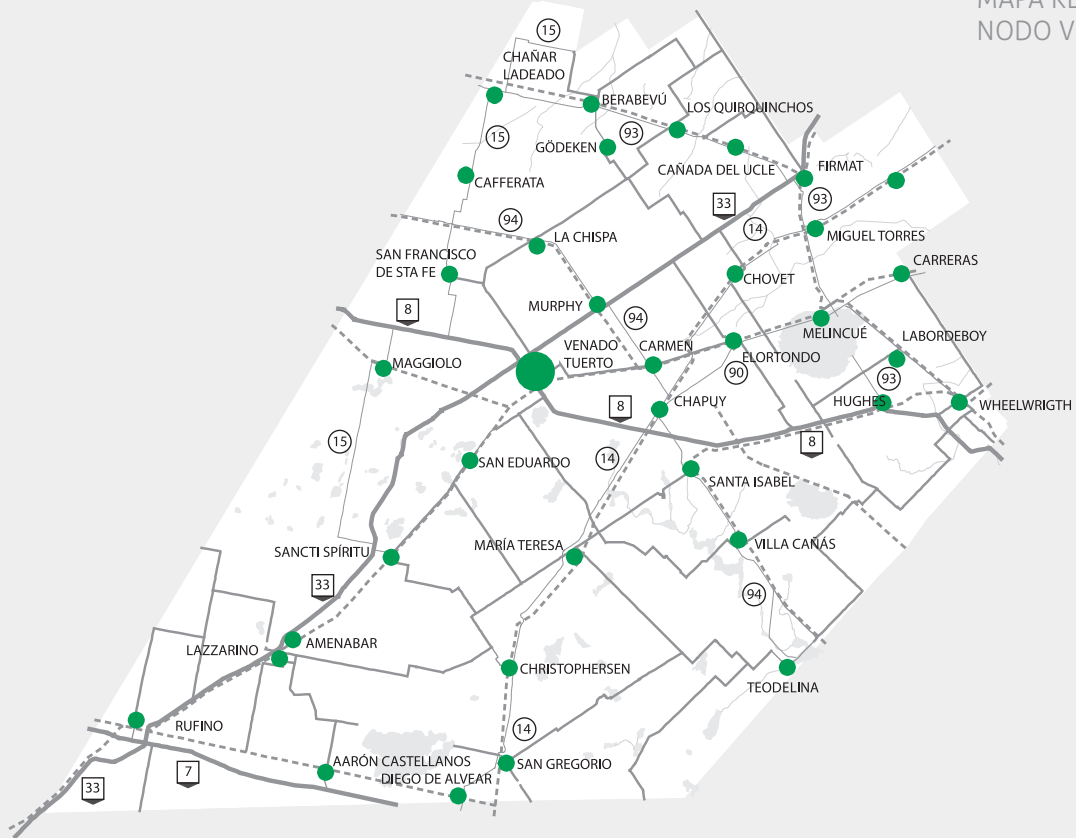 MAPA RE
NODO V
15
CHAÑAR
LADEADO
BERABEVÚ
LOS QUIRQUINCHOS
15
93
GÖDEKEN
CAÑADA DEL UCLE
FIRMAT
CAFFERATA
33
93
94
14
LA CHISPA
MIGUEL TORRES
SAN FRANCISCO
DE STA FE
CARRERAS
CHOVET
8
MURPHY
94
MELINCUÉ
LABORDEBOY
VENADO
TUERTO
CARMEN
ELORTONDO
MAGGIOLO
90
93
HUGHES
CHAPUY
8
WHEELWRIGTH
15
8
14
SAN EDUARDO
SANTA ISABEL
SANCTI SPÍRITU
MARÍA TERESA
VILLA CAÑÁS
33
94
LAZZARINO
AMENABAR
CHRISTOPHERSEN
TEODELINA
RUFINO
14
AARÓN CASTELLANOS
SAN GREGORIO
7
DIEGO DE ALVEAR
33